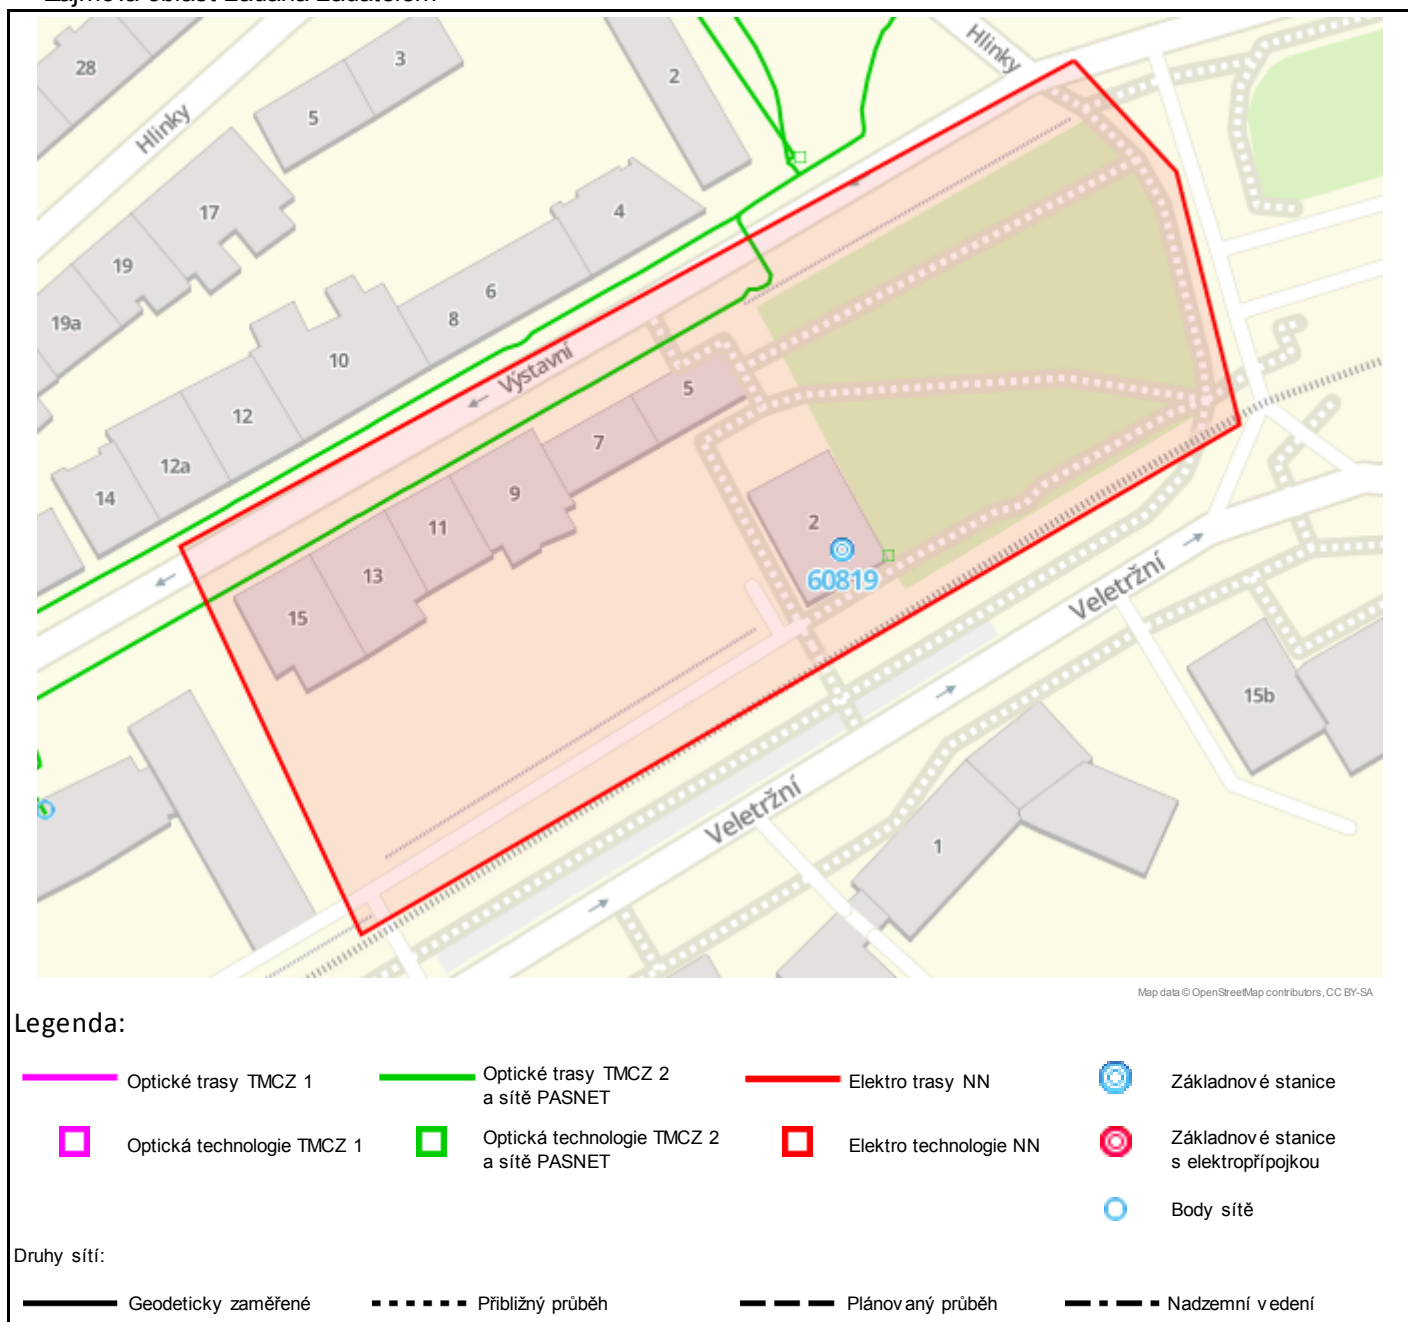 Hlinky
28
3
2
5
Hlinky
17
4
19
6
19a
8
10
Výstavní
5
12
7
12a
9
14
11
2
13
60819
15
Veletržní
15b
Veletržní
1
Map data © OpenStreetMap contributors, CC BY-SA
Legenda:
Optické trasy TMCZ 1
Optické trasy TMCZ 2
a sítě PASNET
Elektro trasy NN
Základnové stanice
Optická technologie TMCZ 1
Optická technologie TMCZ 2
a sítě PASNET
Elektro technologie NN
Základnové stanice
s elektropřípojkou
Body sítě
Druhy sítí:
Geodeticky zaměřené
Přibližný průběh
Plánovaný průběh
Nadzemní vedení